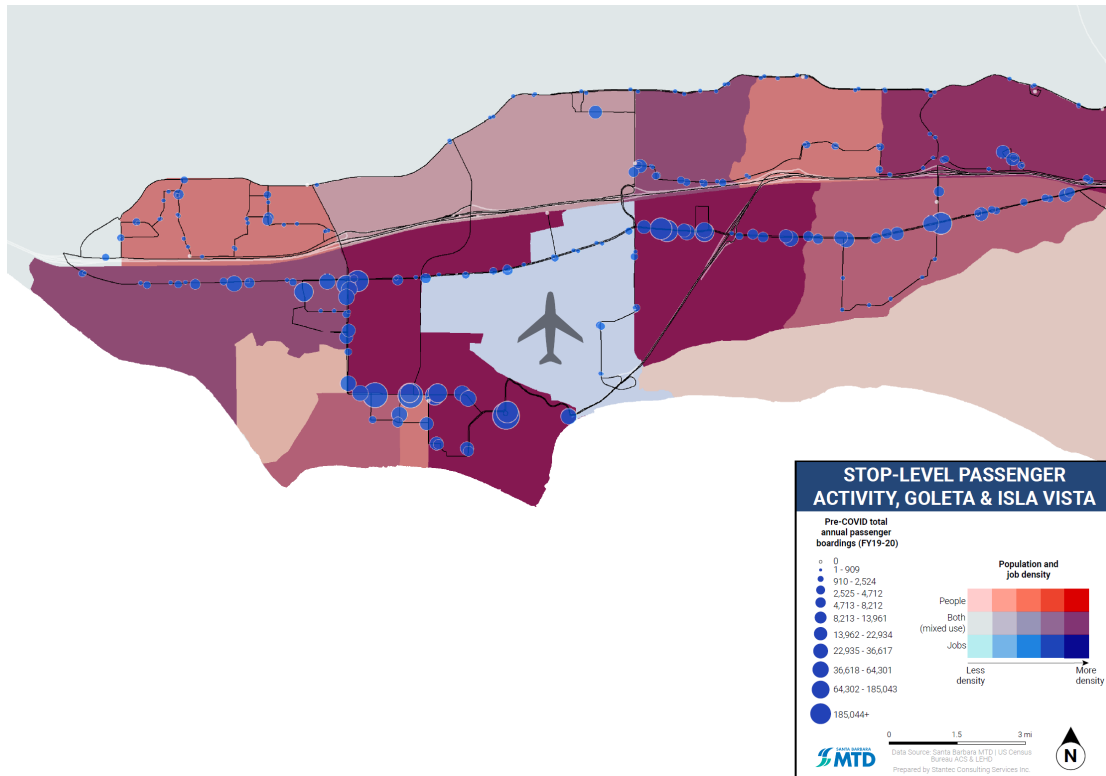 STOP-LEVEL PASSENGER
ACTIVITY, GOLETA & ISLA VISTA
Pre-COVID total
annual passenger
boardings (FY19-20)
0
1 - 909
910 - 2,524
2,525 - 4,712
4,713 - 8,212
8,213 - 13,961
13,962 - 22,934
22,935 - 36,617
36,618 - 64,301
64,302 - 185,043
185,044+
Population and
job density
People
Both
(mixed use)
Jobs
Less
density
More
density
SANTA BARBARA
MTD
0 1.5 3 mi
Data Source: Santa Barbara MTD | US Census
Bureau ACS & LEHD
Prepared by Stantec Consulting Services Inc.
N